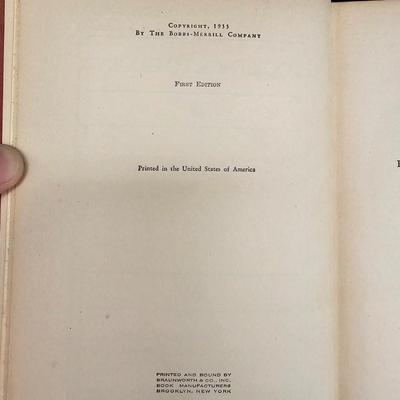 Copyright, 1933
By The Bobbs-Merrill Company
First Edition
Printed in the United States of America
PRINTED AND BOUND BY
BRAUNWORTH & CO., INC.
BOOK MANUFACTURERS
BROOKLYN, NEW YORK